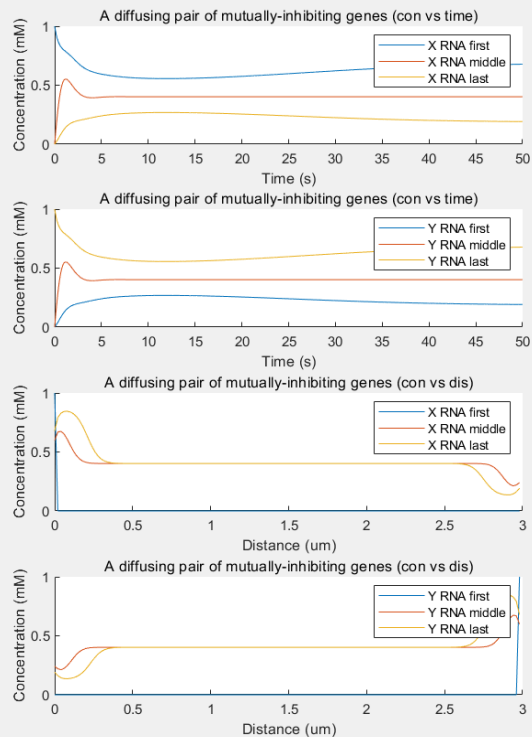 A diffusing pair of mutually-inhibiting genes (con vs time)
Concentration (mM)
1
0.5
0
X RNA first
X RNA middle
X RNA last
0 5 10 15 20 25 30 35 40 45 50
Time (s)
A diffusing pair of mutually-inhibiting genes (con vs time)
Concentration (mM)
1
0.5
0
Y RNA first
Y RNA middle
Y RNA last
0 5 10 15 20 25 30 35 40 45 50
Time (s)
A diffusing pair of mutually-inhibiting genes (con vs dis)
Concentration (mM)
1
0.5
0
X RNA first
X RNA middle
X RNA last
0 0.5 1 1.5 2 2.5 3
Distance (um)
A diffusing pair of mutually-inhibiting genes (con vs dis)
Concentration (mM)
1
0.5
0
Y RNA first
Y RNA middle
Y RNA last
0 0.5 1 1.5 2 2.5 3
Distance (um)